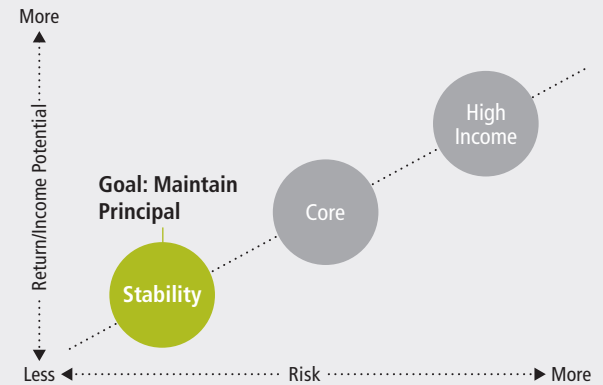 More
Return/Income Potential
High
Income
Goal: Maintain
Principal
Core
Stability
Less
Risk
More